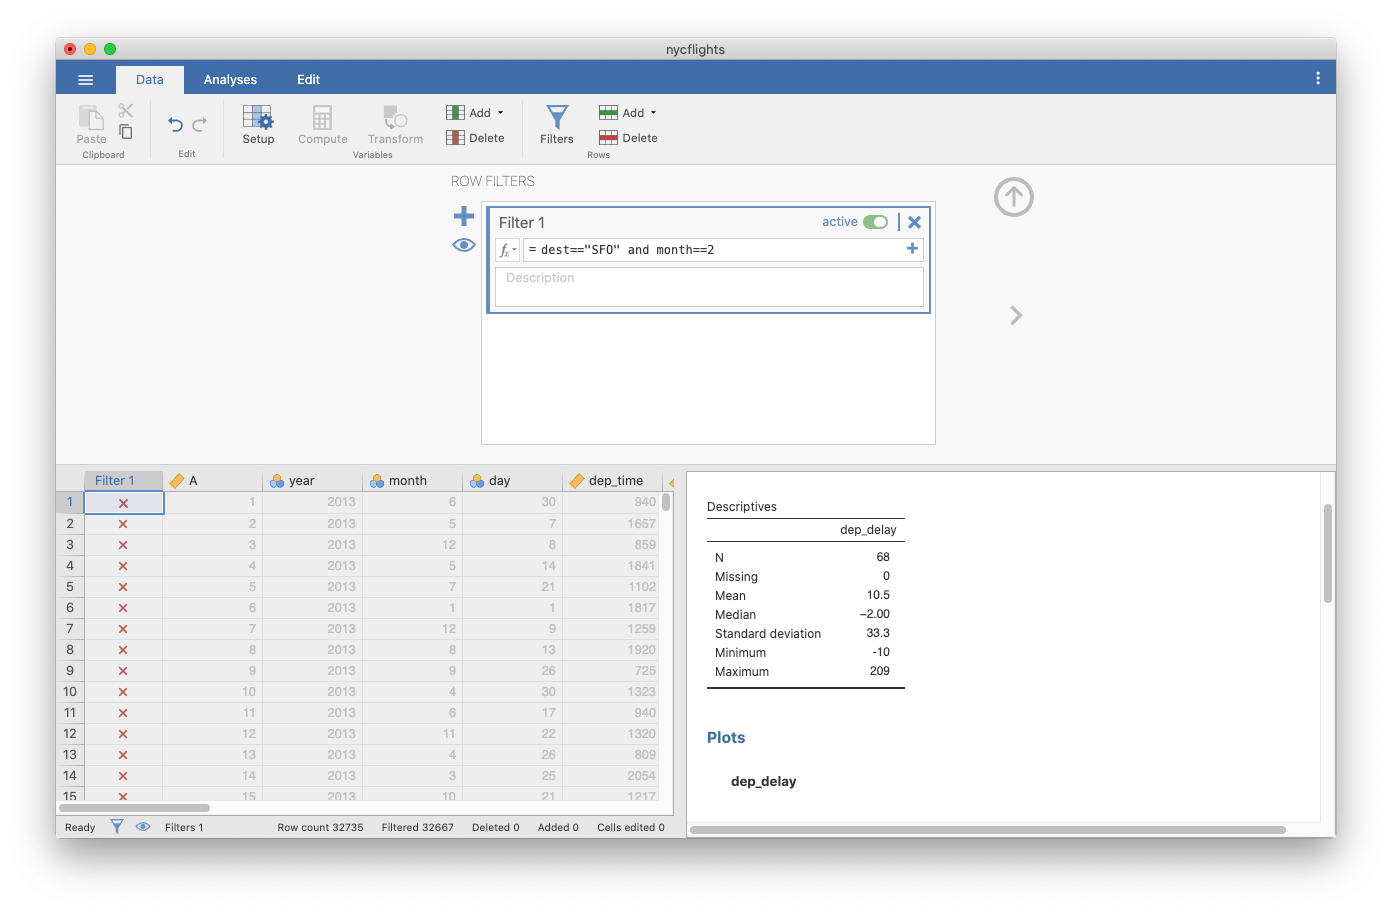 nycflights
Data Analyses Edit
Paste
Clipboard
Edit
Setup Compute Transform
Add
Delete
Variables
Filters
Add
Delete
Rows
ROW FILTERS
Filter 1 active
fx = dest=="SFO" and month==2
Description
Filter 1 A year month day dep_time
1 1 2013 6 30 940
2 2 2013 5 7 1657
3 3 2013 12 8 859
4 4 2013 5 14 1841
5 5 2013 7 21 1102
6 6 2013 1 1 1817
7 7 2013 12 9 1259
8 8 2013 8 13 1920
9 9 2013 9 26 725
10 10 2013 4 30 1323
11 11 2013 6 17 940
12 12 2013 11 22 1320
13 13 2013 4 26 809
14 14 2013 3 25 2054
15 15 2013 10 21 1217
Ready Filters 1 Row count 32735 Filtered 32667 Deleted 0 Added 0 Cells edited 0
Descriptives
dep_delay
N 68
Missing 0
Mean 10.5
Median −2.00
Standard deviation 33.3
Minimum -10
Maximum 209
Plots
dep_delay